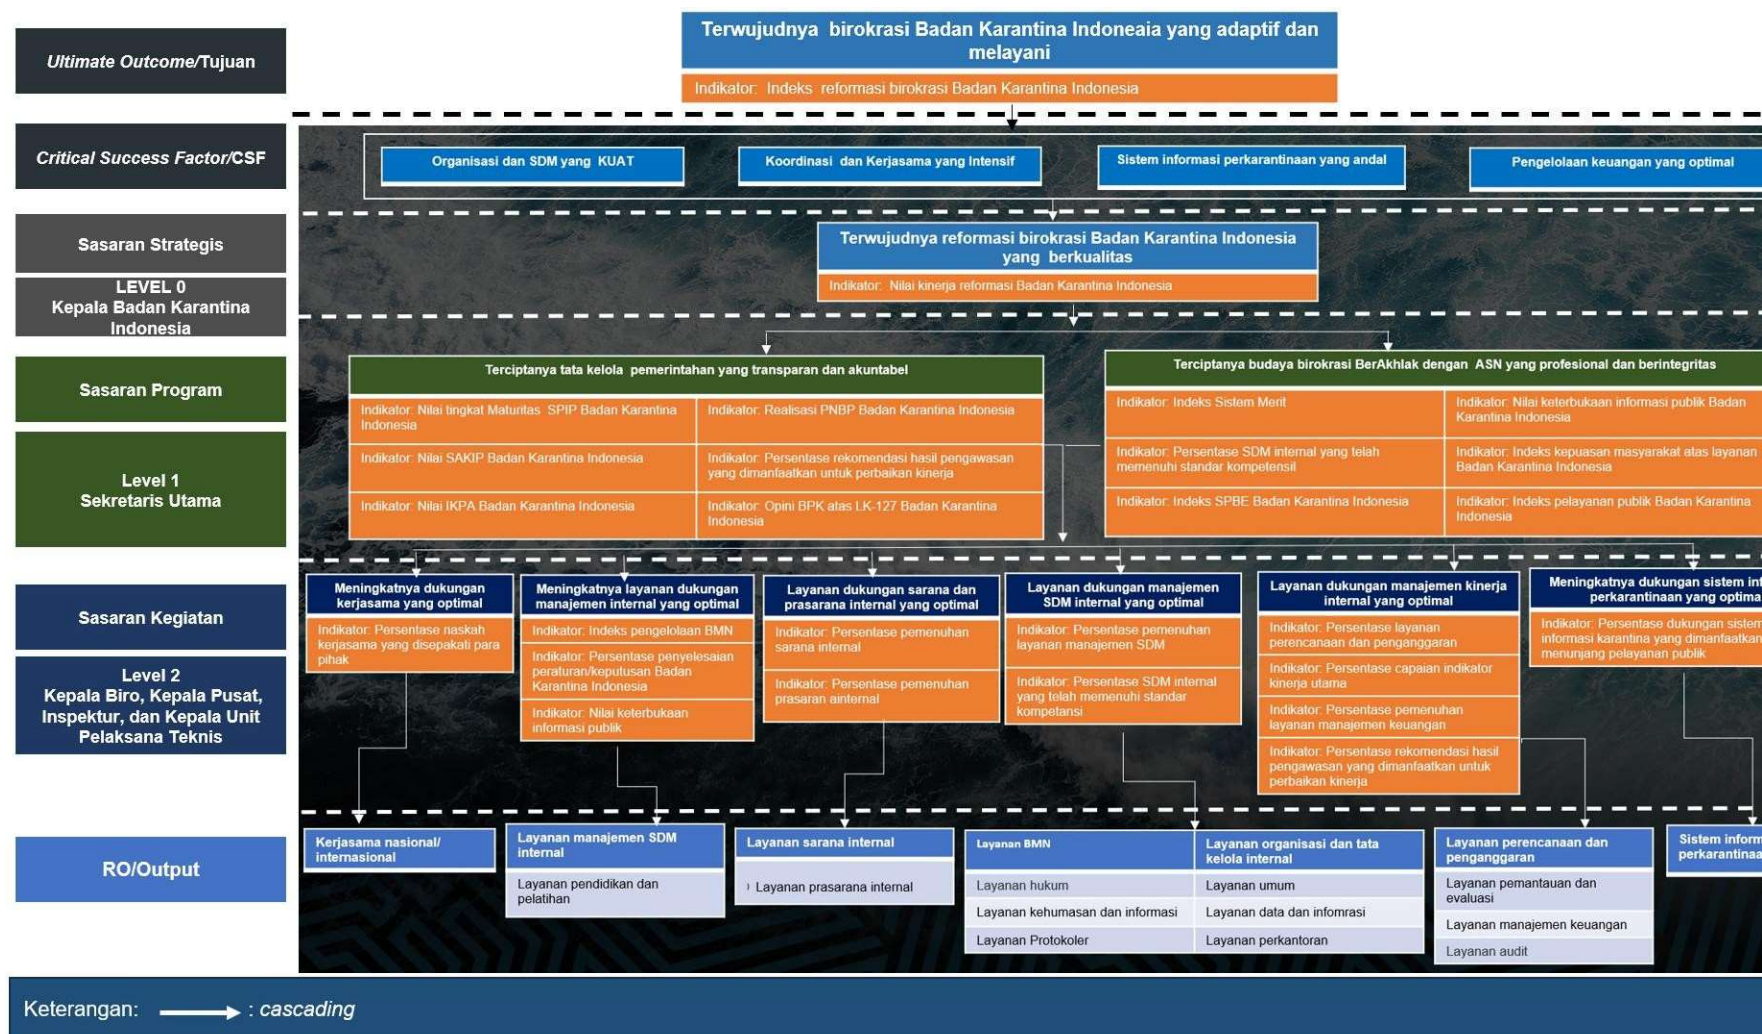 Ultimate Outcome/Tujuan
Terwujudnya birokrasi Badan Karantina Indoneaia yang adaptif dan
melayani
Indikator: Indeks reformasi birokrasi Badan Karantina Indonesia
Critical Success Factor/CSF
Organisasi dan SDM yang KUAT
Koordinasi dan Kerjasama yang Intensif
Sistem informasi perkarantinaan yang andal
Pengelolaan keuangan yang optimal
Sasaran Strategis
LEVEL 0
Kepala Badan Karantina
Indonesia
Terwujudnya reformasi birokrasi Badan Karantina Indonesia
yang berkualitas
Indikator: Nilai kinerja reformasi Badan Karantina Indonesia
Sasaran Program
Level 1
Sekretaris Utama
Terciptanya tata kelola pemerintahan yang transparan dan akuntabel
Indikator: Nilai tingkat Maturitas SPIP Badan Karantina
Indonesia
Indikator: Realisasi PNBP Badan Karantina Indonesia
Indikator: Nilai SAKIP Badan Karantina Indonesia
Indikator: Persentase rekomendasi hasil pengawasan
yang dimanfaatkan untuk perbaikan kinerja
Indikator: Nilai IKPA Badan Karantina Indonesia
Indikator: Opini BPK atas LK-127 Badan Karantina
Indonesia
Terciptanya budaya birokrasi BerAkhlak dengan ASN yang profesional dan berintegritas
Indikator: Indeks Sistem Merit
Indikator: Nilai keterbukaan informasi publik Badan
Karantina Indonesia
Indikator: Persentase SDM internal yang telah
memenuhi standar kompetensil
Indikator: Indeks kepuasan masyarakat atas layanan
Badan Karantina Indonesia
Indikator: Indeks SPBE Badan Karantina Indonesia
Indikator: Indeks pelayanan publik Badan Karantina
Indonesia
Sasaran Kegiatan
Level 2
Kepala Biro, Kepala Pusat,
Inspektur, dan Kepala Unit
Pelaksana Teknis
Meningkatnya dukungan
kerjasama yang optimal
Indikator: Persentase naskah
kerjasama yang disepakati para
pihak
Meningkatnya layanan dukungan
manajemen internal yang optimal
Indikator: Indeks pengelolaan BMN
Indikator: Persentase penyelesaian
peraturan/keputusan Badan
Karantina Indonesia
Indikator: Nilai keterbukaan
informasi publik
Layanan dukungan sarana dan
prasarana internal yang optimal
Indikator: Persentase pemenuhan
sarana internal
Indikator: Persentase pemenuhan
prasaran ainternal
Layanan dukungan manajemen
SDM internal yang optimal
Indikator: Persentase pemenuhan
layanan manajemen SDM
Indikator: Persentase SDM internal
yang telah memenuhi standar
kompetansi
Layanan dukungan manajemen kinerja
internal yang optimal
Indikator: Persentase layanan
perencanaan dan penganggaran
Indikator: Persentase capaian indikator
kinerja utama
Indikator: Persentase pemenuhan
layanan manajemen keuangan
Indikator: Persentase rekomendasi hasil
pengawasan yang dimanfaatkan untuk
perbaikan kinerja
Meningkatnya dukungan sistem
perkarantinaan yang
Indikator: Persentase dukungan sistem
informasi karantina yang dimanfaatkan
menunjang pelayanan publik
RO/Output
Kerjasama nasional/
internasional
Layanan manajemen SDM
internal
Layanan pendidikan dan
pelatihan
Layanan sarana internal
Layanan prasarana internal
Layanan BMN
Layanan organisasi dan tata
kelola internal
Layanan hukum
Layanan umum
Layanan kehumasan dan informasi
Layanan data dan infomrasi
Layanan Protokoler
Layanan perkantoran
Layanan perencanaan dan
penganggaran
Layanan pemantauan dan
evaluasi
Layanan manajemen keuangan
Layanan audit
Sistem
Keterangan: : cascading